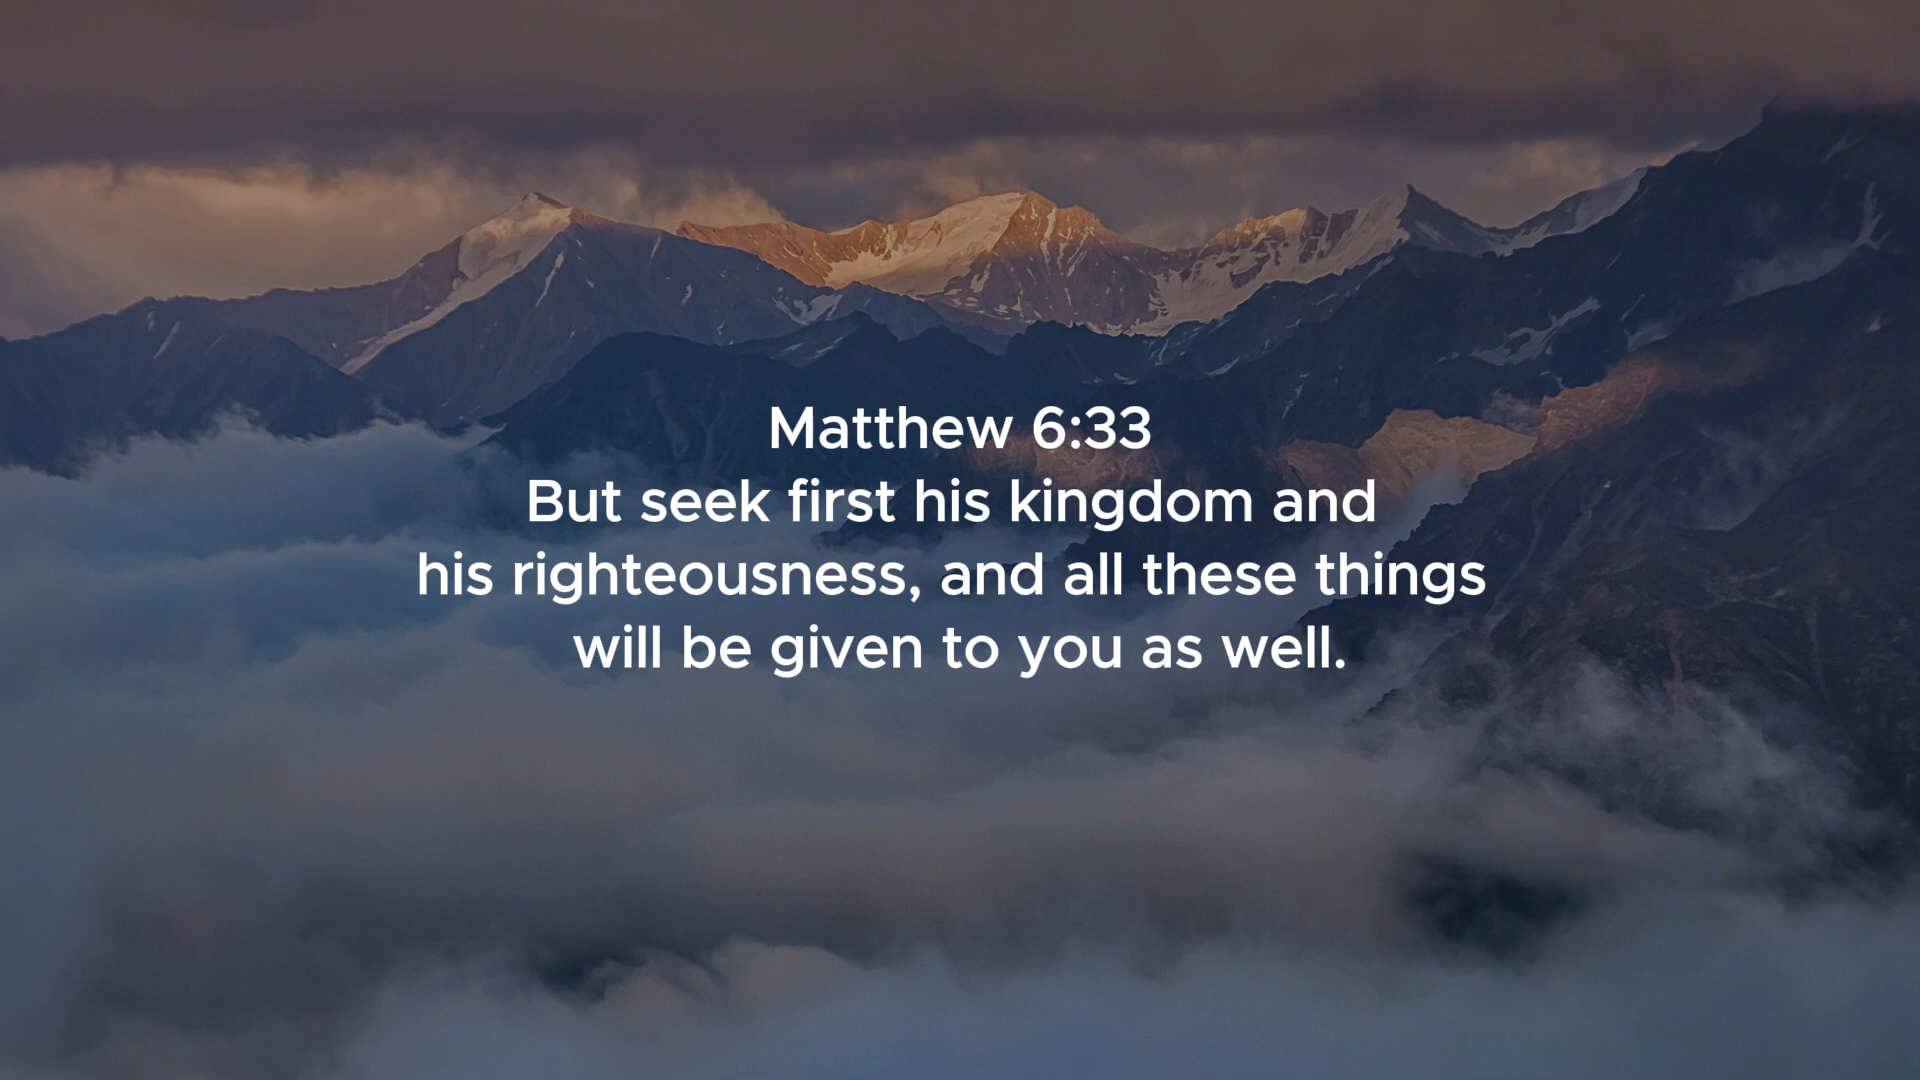 Matthew 6:33
But seek first his kingdom and
his righteousness, and all these things
will be given to you as well.